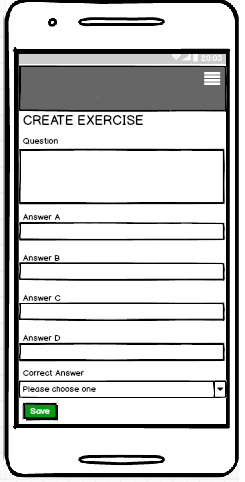 20:03
CREATE EXERCISE
Question
Answer A
Answer B
Answer C
Answer D
Correct Answer
Please choose one
Save